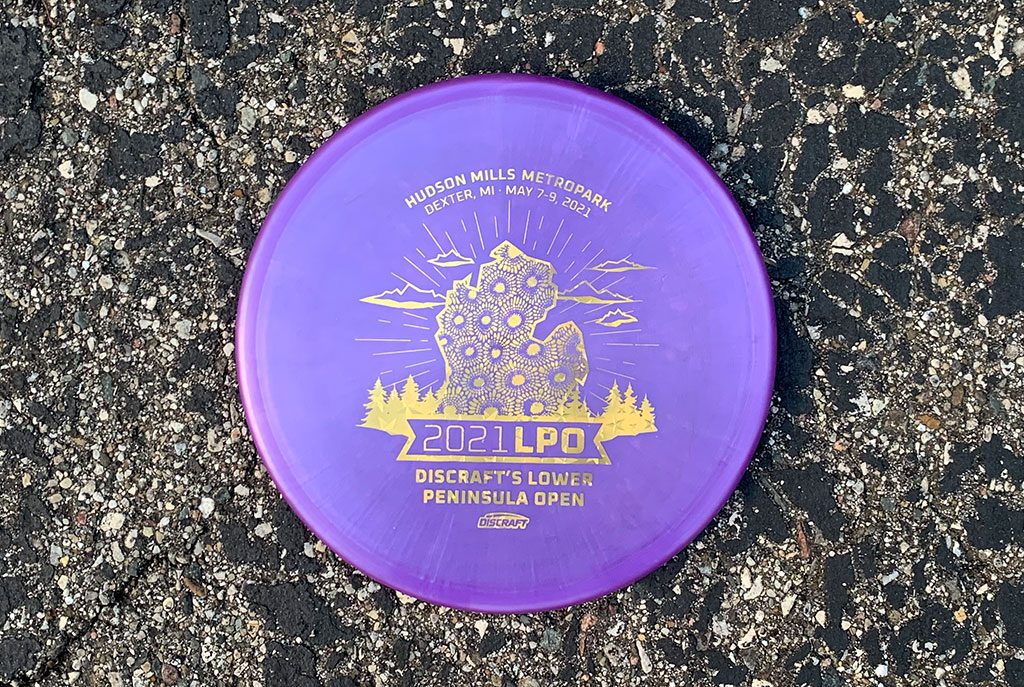 HUDSON MILLS METROPARK
DEXTER, MI · MAY 7-9, 2021
2021 LPO
DISCRAFT'S LOWER
PENINSULA OPEN
DISCRAFT